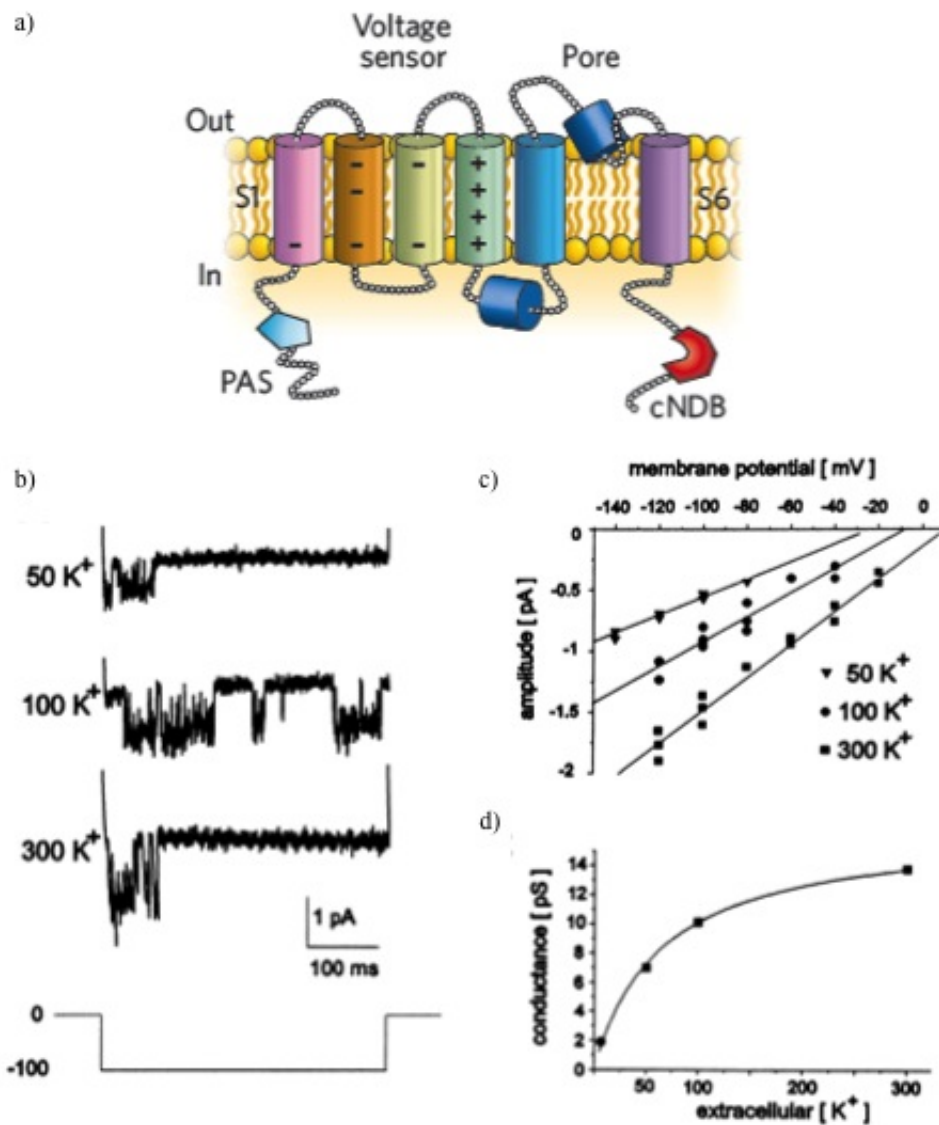 a)
Voltage
sensor
Pore
Out
S1
S6
In
PAS
cNDB
b)
50 K+
100 K+
300 K+
1 pA
100 ms
0
-100
c)
membrane potential [ mV ]
-140 -120 -100 -80 -60 -40 -20 0
0
-0.5
-1
-1.5
-2
amplitude [ pA ]
50 K+
100 K+
300 K+
d)
14
12
10
8
6
4
2
0
conductance [ pS ]
50 100 200 300
extracellular [ K+ ]